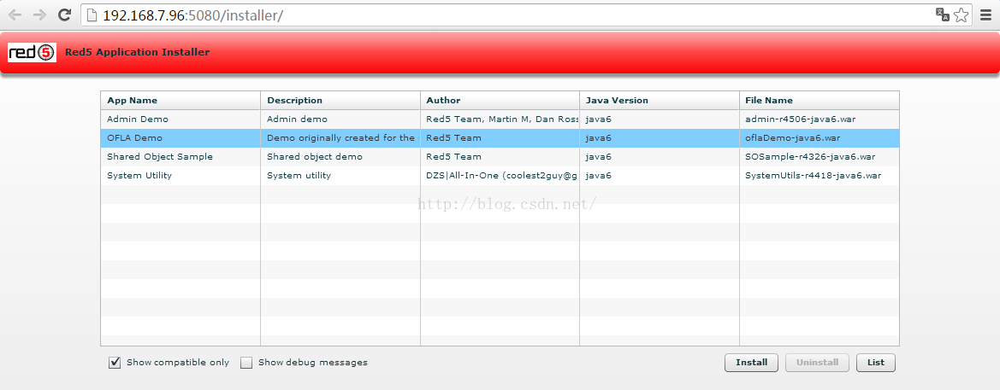 192.168.7.96:5080/installer/
red5 Red5 Application Installer
App Name Description Author Java Version File Name
Admin Demo Admin demo Red5 Team, Martin M, Dan Ross java6 admin-r4506-java6.war
OFLA Demo Demo originally created for the Red5 Team java6 oflaDemo-java6.war
Shared Object Sample Shared object demo Red5 Team java6 SOSample-r4326-java6.war
System Utility System utility DZS|All-In-One (coolest2guy@g java6 SystemUtils-r4418-java6.war
http://blog.csdn.net/
Show compatible only Show debug messages Install Uninstall List